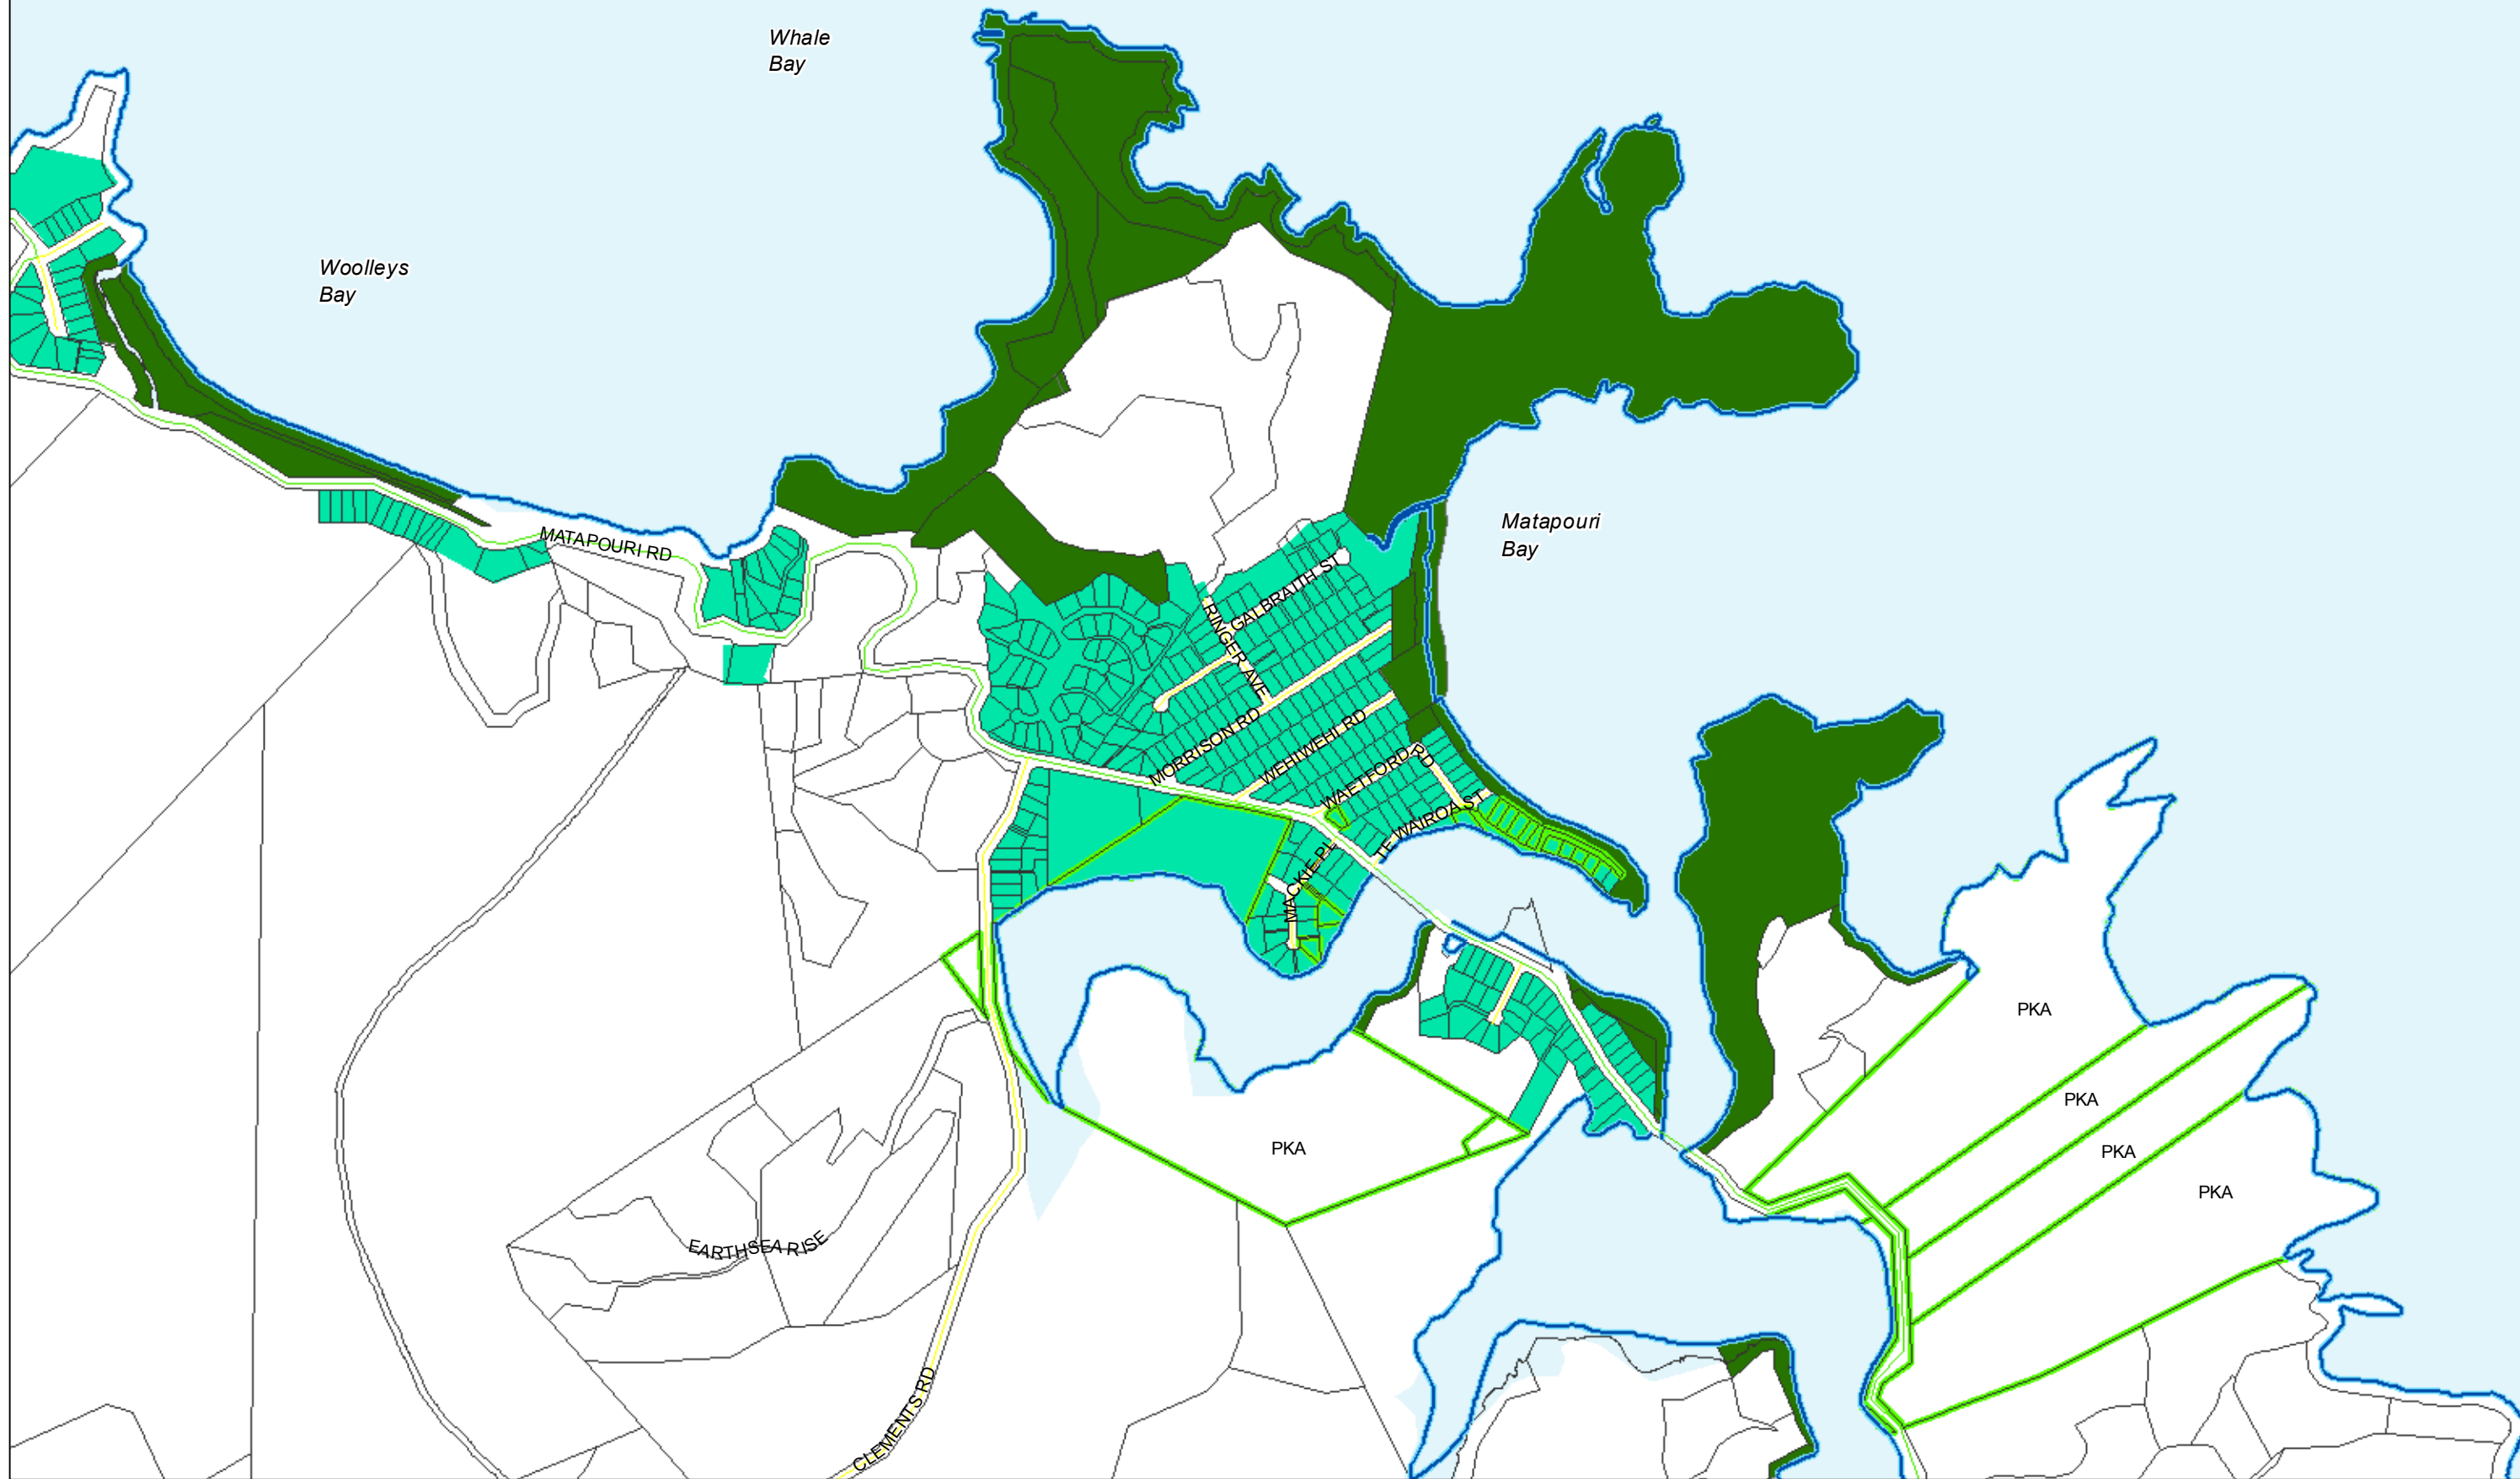 Whale
Bay
Woolleys
Bay
Matapouri
Bay
MATAPOURI RD
GALBRAITH ST
RINGER AVE
MORRISON RD
WEHIWEHI RD
WAETFORD RD
TE WAIROA ST
MACKIE PL
PKA
PKA
PKA
PKA
PKA
EARTHSEA RISE
CLEMENTS RD